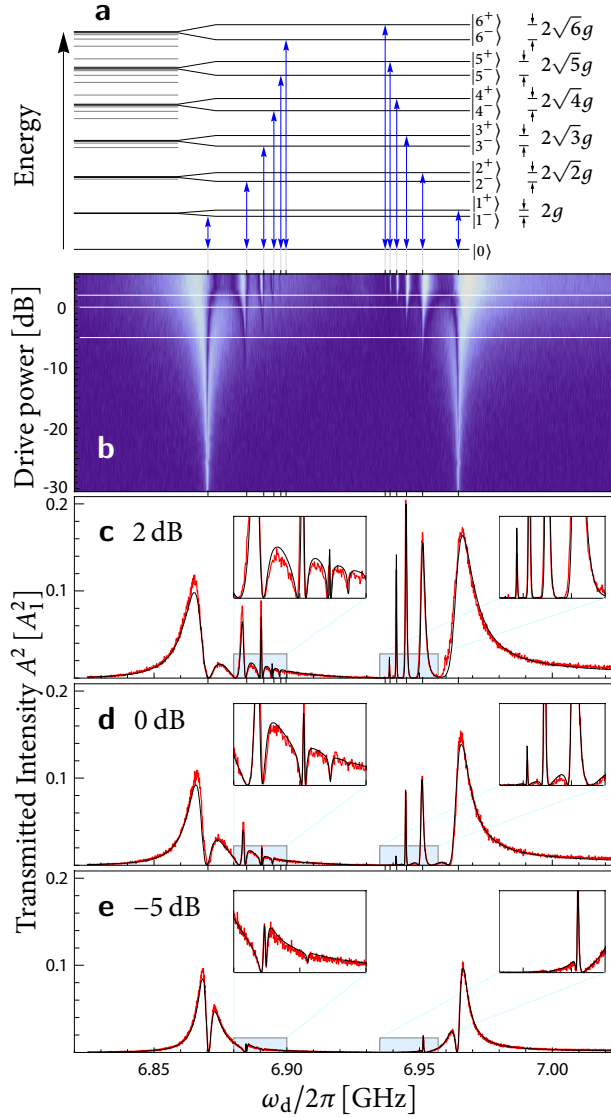 a
Energy
|6⁺⟩
|6⁻⟩
2√6g
|5⁺⟩
|5⁻⟩
2√5g
|4⁺⟩
|4⁻⟩
2√4g
|3⁺⟩
|3⁻⟩
2√3g
|2⁺⟩
|2⁻⟩
2√2g
|1⁺⟩
|1⁻⟩
2g
|0⟩
Drive power [dB]
0
-10
-20
-30
b
Transmitted Intensity A² [A₁²]
0.2
0.1
c 2 dB
0.2
0.1
d 0 dB
0.2
0.1
e −5 dB
6.85
6.90
6.95
7.00
ω_d/2π [GHz]